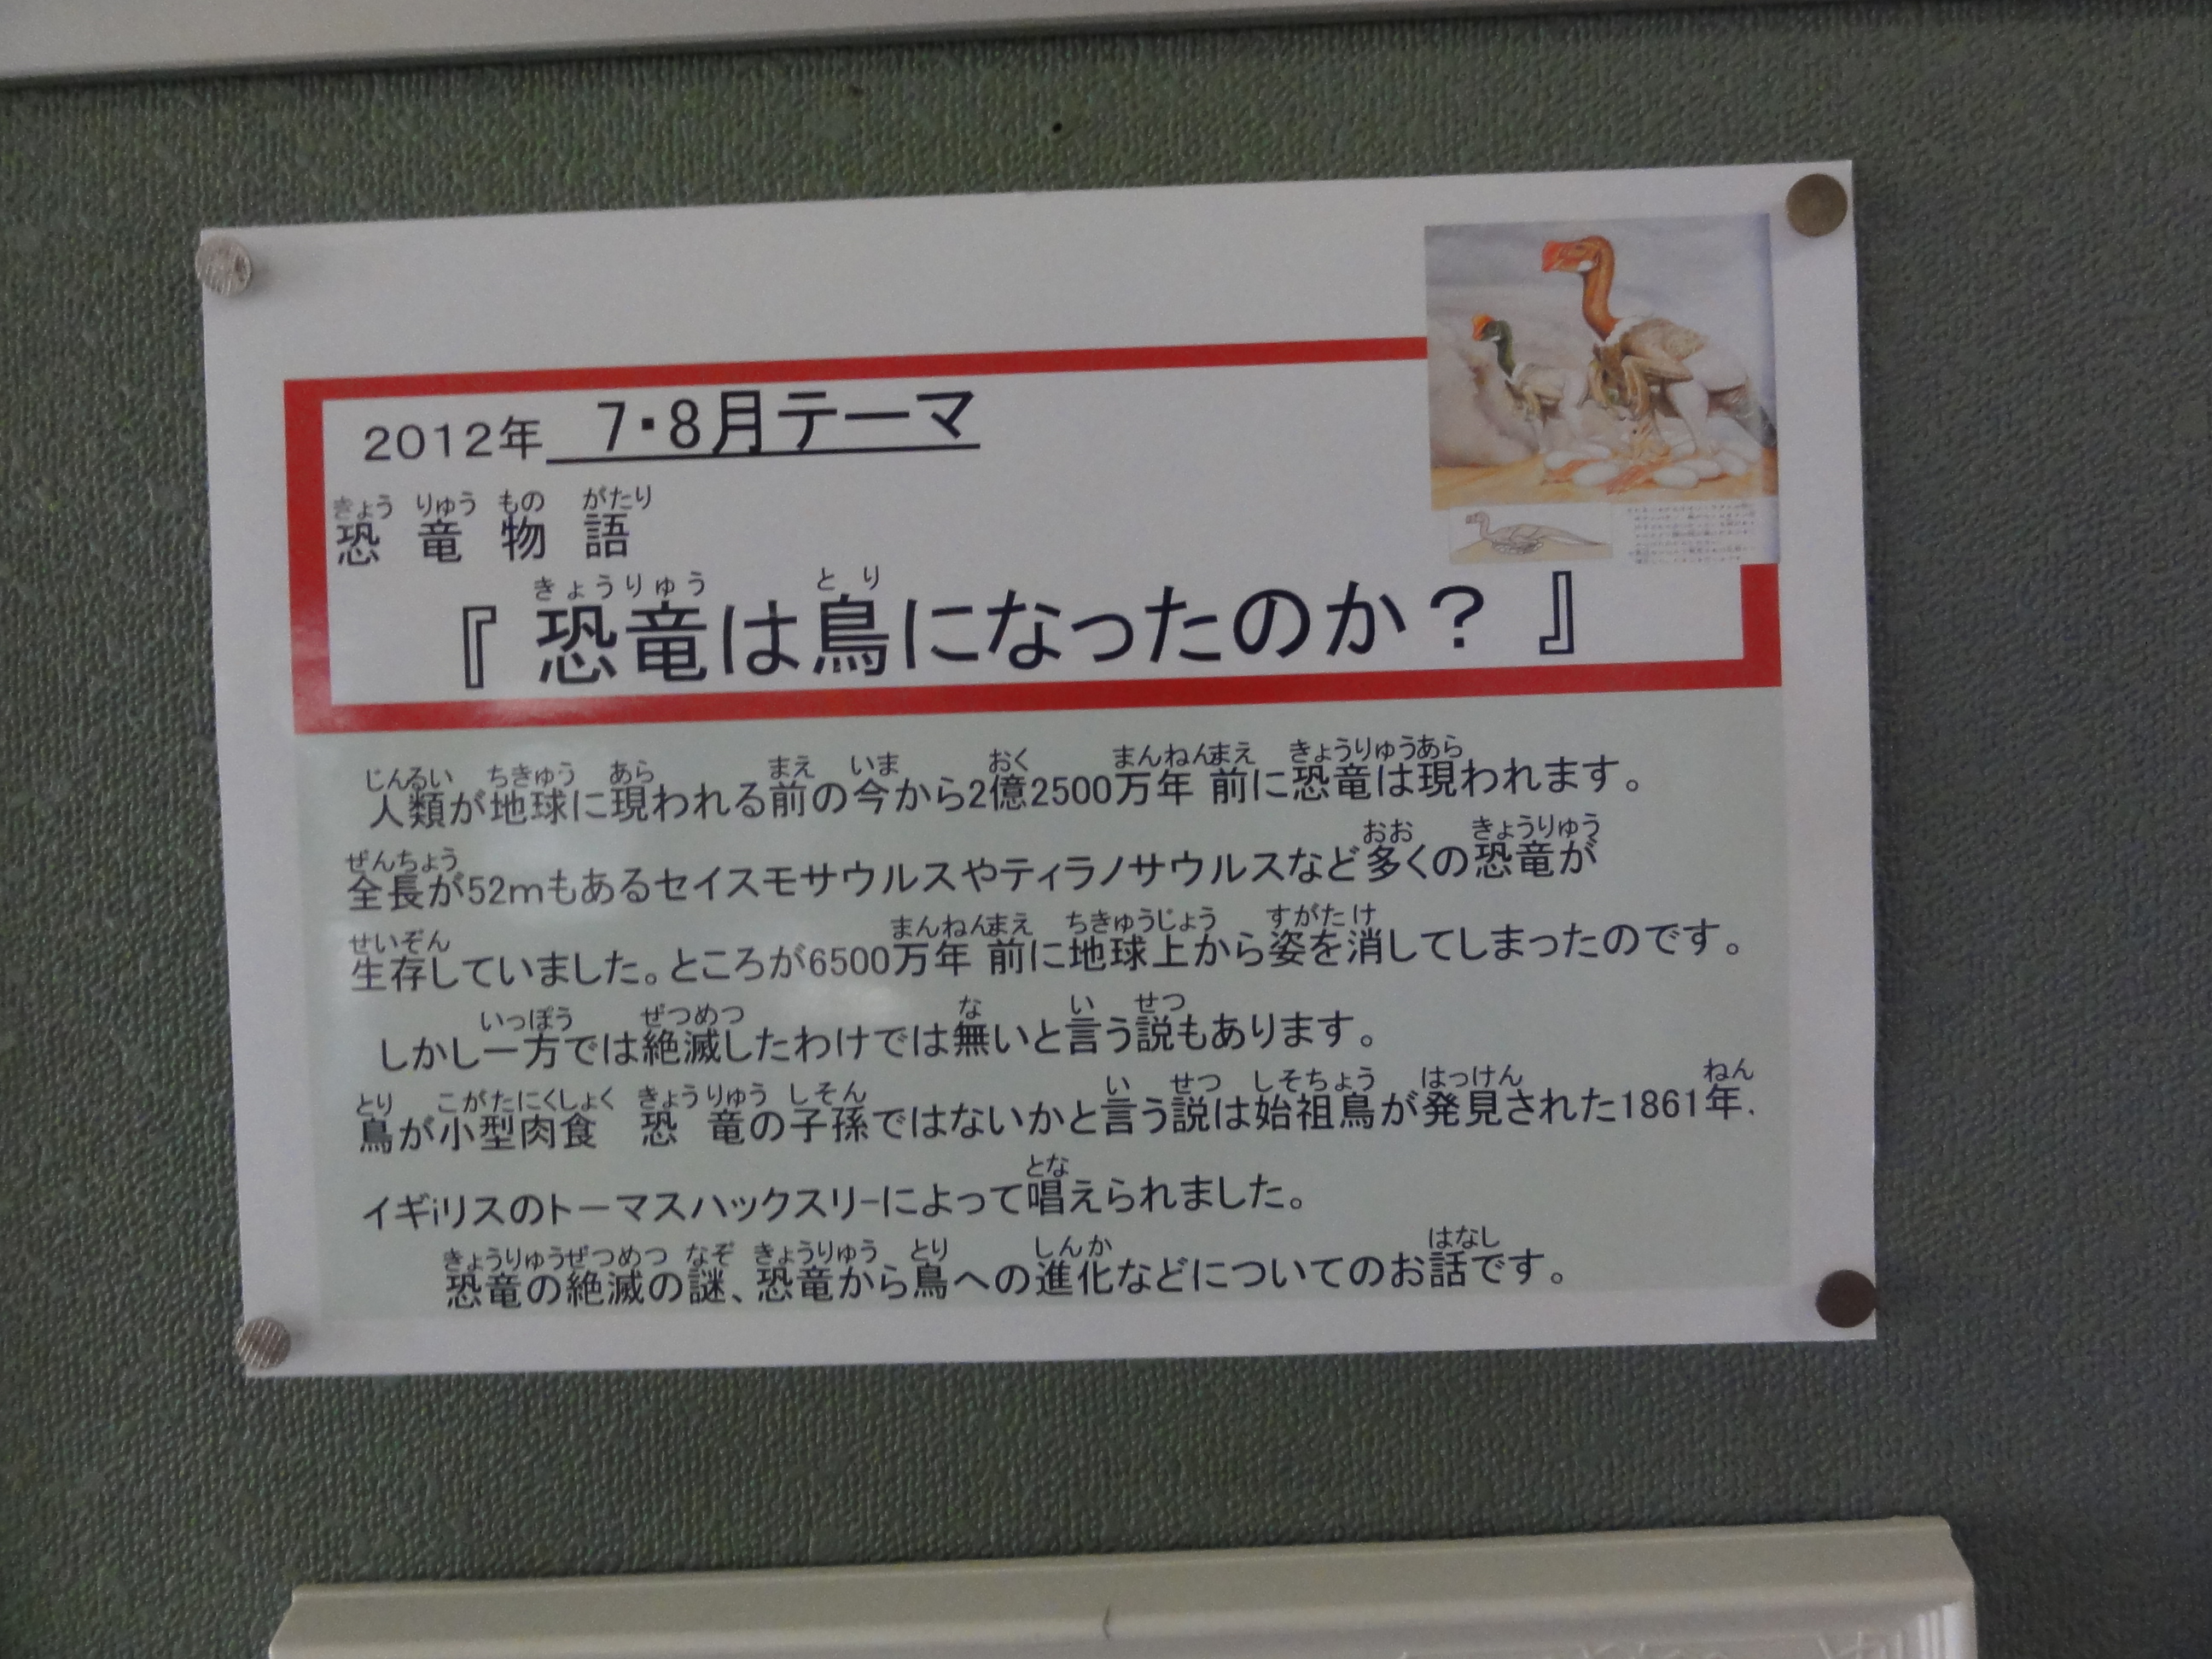 2012年 7・8月テーマ
きょう りゅう もの がたり
恐 竜 物 語
きょうりゅう とり
『 恐竜は鳥になったのか？ 』
じんるい ちきゅう あら まえ いま おく まんねんまえ きょうりゅうあら
人類が地球に現われる前の今から2億2500万年 前に恐竜は現われます。
ぜんちょう おお きょうりゅう
全長が52mもあるセイスモサウルスやティラノサウルスなど多くの恐竜が
せいぞん まんねんまえ ちきゅうじょう すがた け
生存していました。ところが6500万年 前に地球上から姿を消してしまったのです。
いっぽう ぜつめつ な い せつ
しかし一方では絶滅したわけでは無いと言う説もあります。
とり こがたにくしょく きょうりゅう しそん い せつ しそちょう はっけん ねん
鳥が小型肉食 恐 竜の子孫ではないかと言う説は始祖鳥が発見された1861年.
とな
イギiリスのトーマスハックスリ-によって唱えられました。
きょうりゅうぜつめつ なぞ きょうりゅう とり しんか はなし
恐竜の絶滅の謎、恐竜から鳥への進化などについてのお話です。